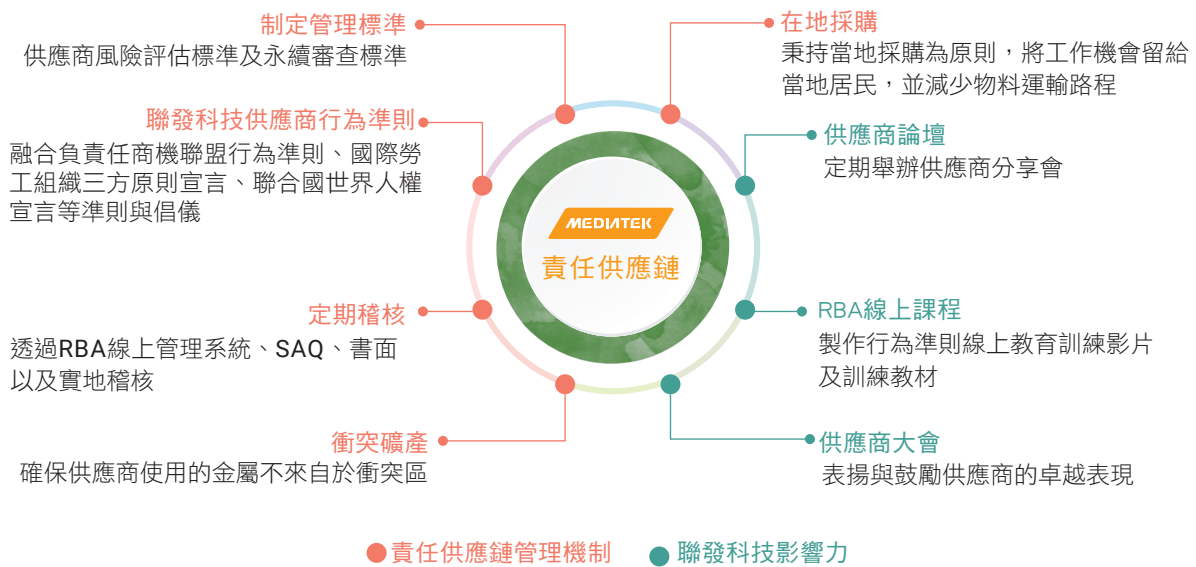 制定管理標準
供應商風險評估標準及永續審查標準
聯發科技供應商行為準則
融合負責任商機聯盟行為準則、國際勞
工組織三方原則宣言、聯合國世界人權
宣言等準則與倡儀
定期稽核
透過RBA線上管理系統、SAQ、書面
以及實地稽核
衝突礦產
確保供應商使用的金屬不來自於衝突區
MEDIATEK
責任供應鏈
在地採購
秉持當地採購為原則，將工作機會留給
當地居民，並減少物料運輸路程
供應商論壇
定期舉辦供應商分享會
RBA線上課程
製作行為準則線上教育訓練影片
及訓練教材
供應商大會
表揚與鼓勵供應商的卓越表現
責任供應鏈管理機制
聯發科技影響力